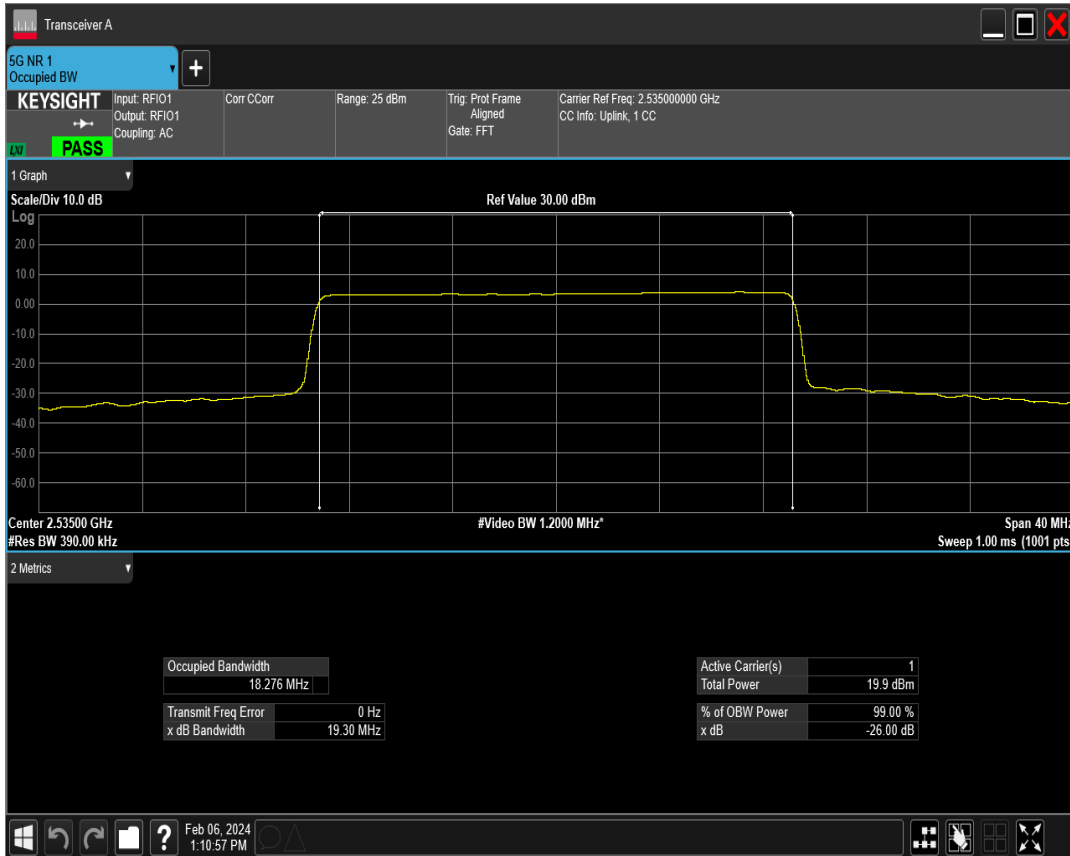 Transceiver A
5G NR 1
Occupied BW
KEYSIGHT
LXI
PASS
Input: RFIO1
Output: RFIO1
Coupling: AC
Corr CCorr
Range: 25 dBm
Trig: Prot Frame
Aligned
Gate: FFT
Carrier Ref Freq: 2.535000000 GHz
CC Info: Uplink, 1 CC
1 Graph
Scale/Div 10.0 dB
Ref Value 30.00 dBm
Log
20.0
10.0
0.00
-10.0
-20.0
-30.0
-40.0
-50.0
-60.0
Center 2.53500 GHz
#Video BW 1.2000 MHz*
Span 40 MHz
#Res BW 390.00 kHz
Sweep 1.00 ms (1001 pts
2 Metrics
Occupied Bandwidth
18.276 MHz
Transmit Freq Error 0 Hz
x dB Bandwidth 19.30 MHz
Active Carrier(s) 1
Total Power 19.9 dBm
% of OBW Power 99.00 %
x dB -26.00 dB
?
Feb 06, 2024
1:10:57 PM